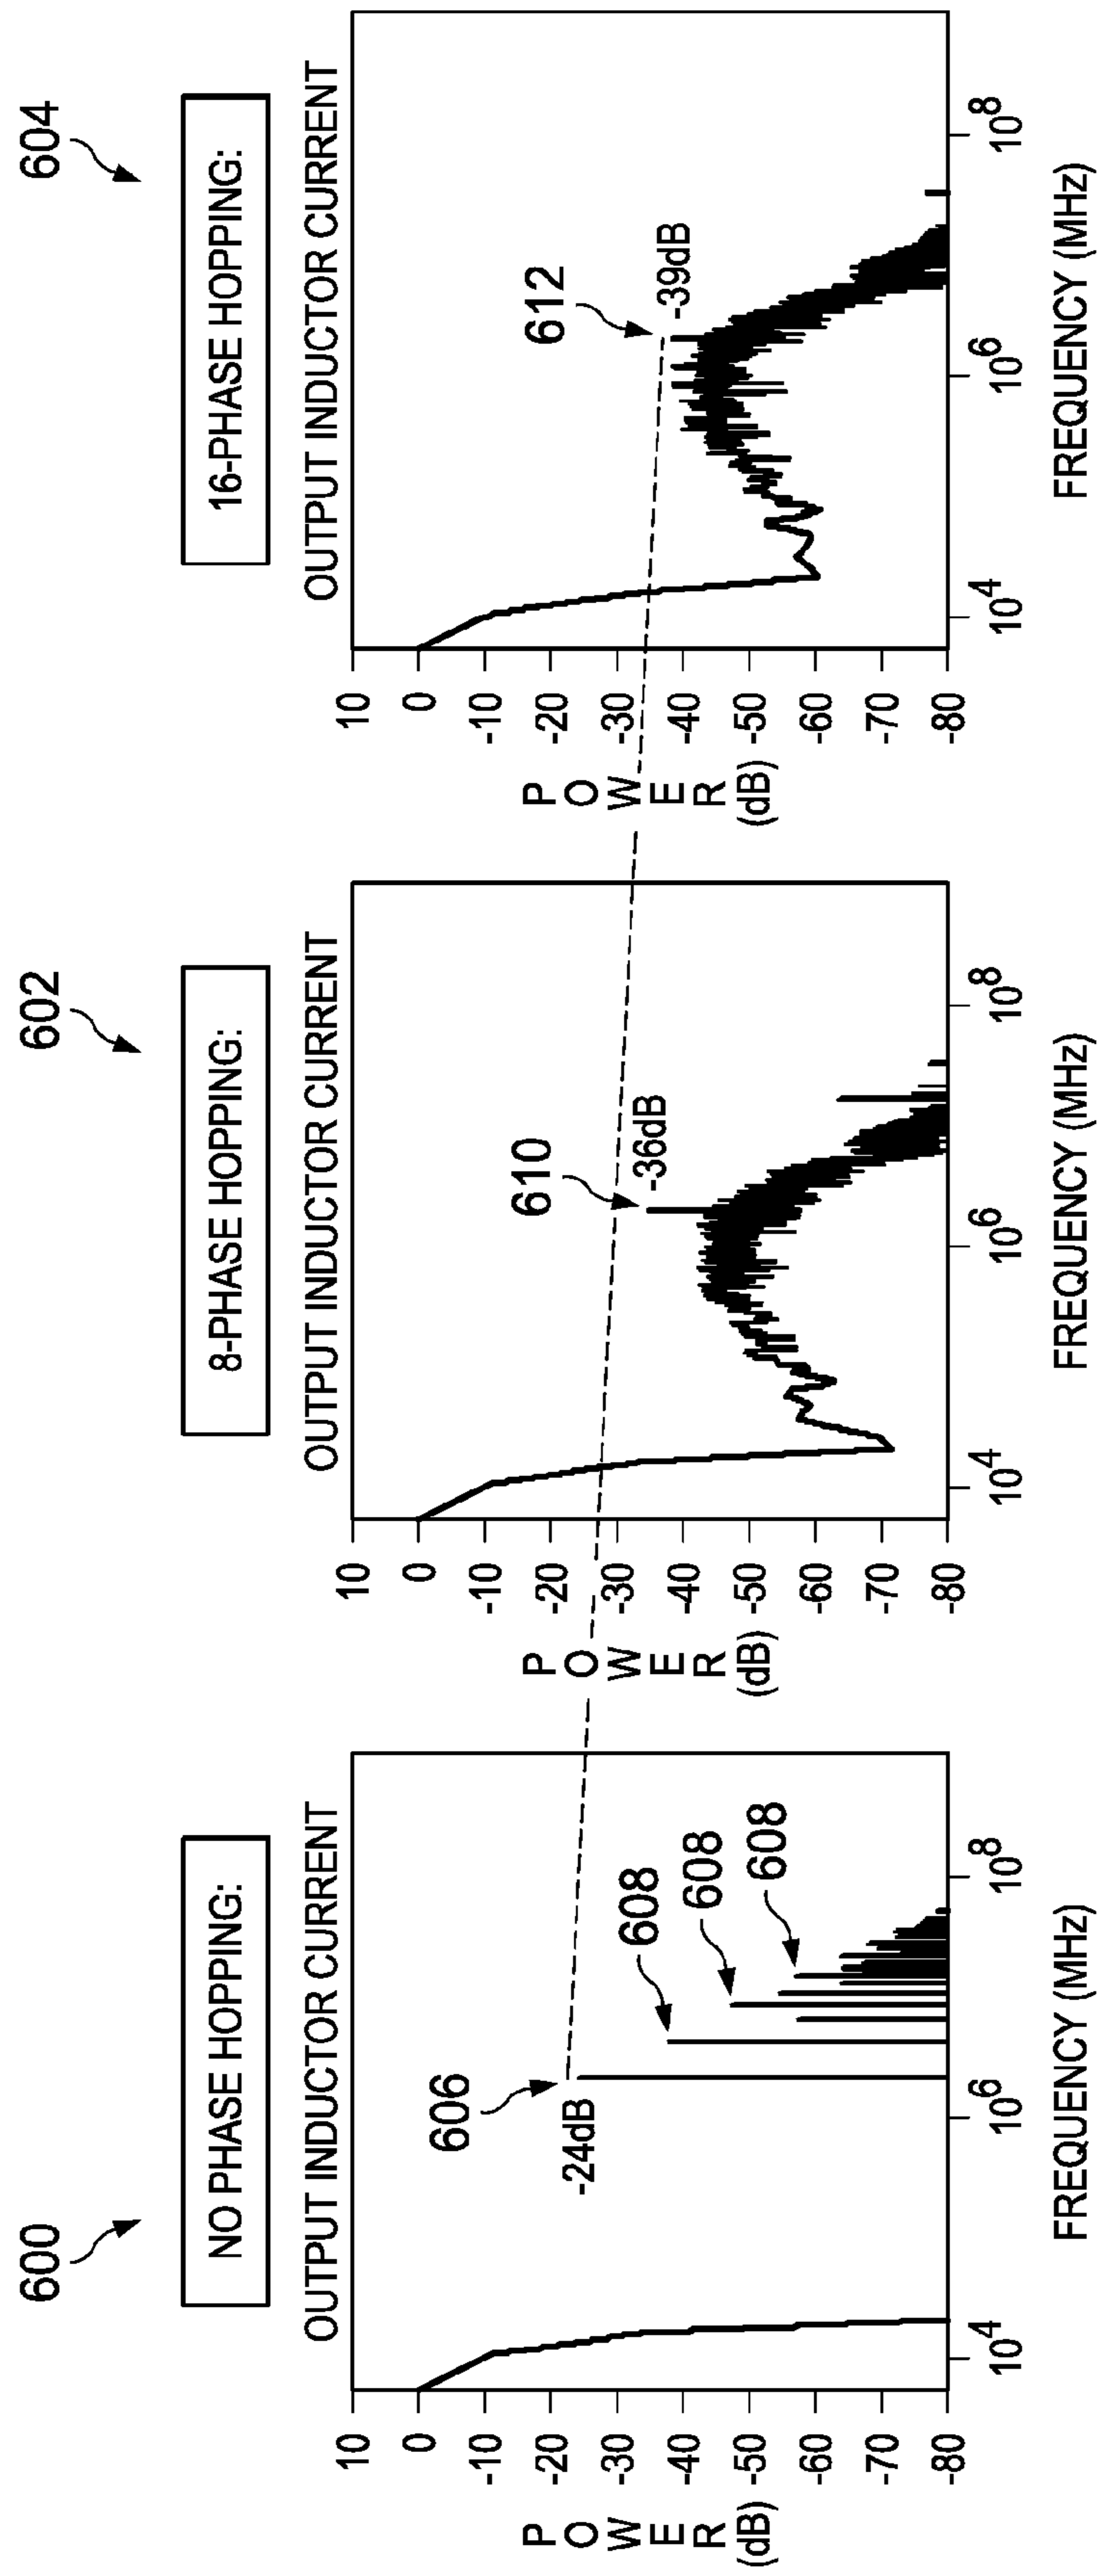 600
NO PHASE HOPPING:
OUTPUT INDUCTOR CURRENT
POWER
(dB)
10
0
-10
-20
-30
-40
-50
-60
-70
-80
606
-24dB
608
608
608
10^4
10^6
10^8
FREQUENCY (MHz)
602
8-PHASE HOPPING:
OUTPUT INDUCTOR CURRENT
POWER
(dB)
10
0
-10
-20
-30
-40
-50
-60
-70
-80
610
-36dB
10^4
10^6
10^8
FREQUENCY (MHz)
604
16-PHASE HOPPING:
OUTPUT INDUCTOR CURRENT
POWER
(dB)
10
0
-10
-20
-30
-40
-50
-60
-70
-80
612
-39dB
10^4
10^6
10^8
FREQUENCY (MHz)